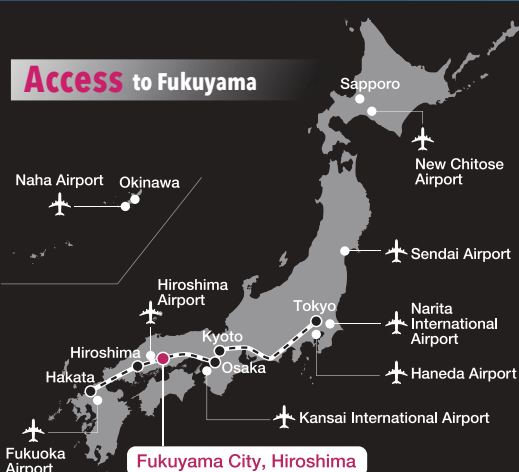 Access to Fukuyama
Sapporo
New Chitose
Airport
Naha Airport
Okinawa
Sendai Airport
Hiroshima
Airport
Tokyo
Narita
International
Airport
Kyoto
Hiroshima
Osaka
Haneda Airport
Hakata
Kansai International Airport
Fukuoka
Airport
Fukuyama City, Hiroshima